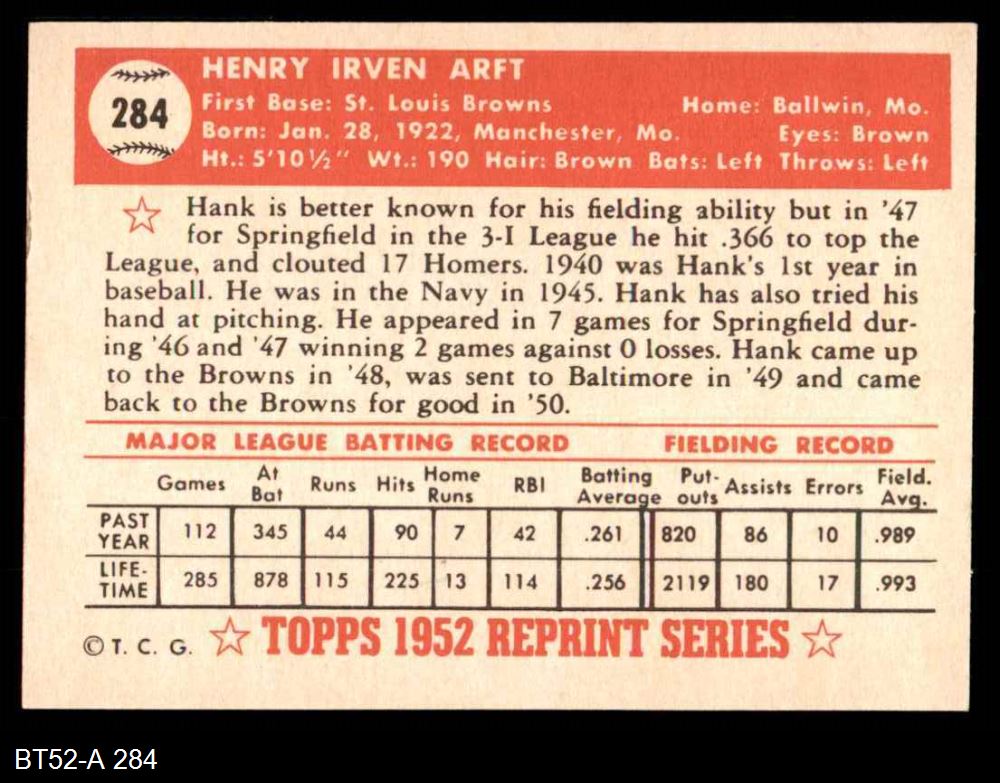 284
HENRY IRVEN ARFT
First Base: St. Louis Browns Home: Ballwin, Mo.
Born: Jan. 28, 1922, Manchester, Mo. Eyes: Brown
Ht.: 5'10½" Wt.: 190 Hair: Brown Bats: Left Throws: Left
Hank is better known for his fielding ability but in '47
for Springfield in the 3-I League he hit .366 to top the
League, and clouted 17 Homers. 1940 was Hank's 1st year in
baseball. He was in the Navy in 1945. Hank has also tried his
hand at pitching. He appeared in 7 games for Springfield dur-
ing '46 and '47 winning 2 games against 0 losses. Hank came up
to the Browns in '48, was sent to Baltimore in '49 and came
back to the Browns for good in '50.
MAJOR LEAGUE BATTING RECORD FIELDING RECORD
Games At Bat Runs Hits Home Runs RBI Batting Average Put-outs Assists Errors Field. Avg.
PAST YEAR 112 345 44 90 7 42 .261 820 86 10 .989
LIFE-TIME 285 878 115 225 13 114 .256 2119 180 17 .993
© T. C. G. TOPPS 1952 REPRINT SERIES
BT52-A 284